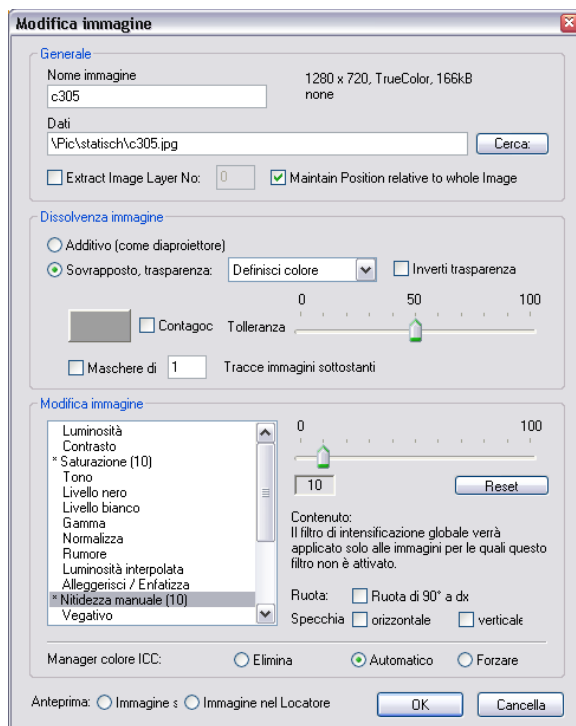 Modifica immagine
Generale
Nome immagine
1280 x 720, TrueColor, 166kB
c305
none
Dati
\Pic\statisch\c305.jpg
Cerca:
Extract Image Layer No:
0
Maintain Position relative to whole Image
Dissolvenza immagine
Additivo (come diaproiettore)
Sovrapposto, trasparenza:
Definisci colore
Inverti trasparenza
0 50 100
Contagoc
Tolleranza
Maschere di
1
Tracce immagini sottostanti
Modifica immagine
Luminosità
Contrasto
* Saturazione (10)
Tono
Livello nero
Livello bianco
Gamma
Normalizza
Rumore
Luminosità interpolata
Alleggerisci / Enfatizza
* Nitidezza manuale (10)
Vegativo
0 100
10
Reset
Contenuto:
Il filtro di intensificazione globale verrà
applicato solo alle immagini per le quali questo
filtro non è attivato.
Ruota:
Ruota di 90° a dx
Specchia
orizzontale
verticale
Manager colore ICC:
Elimina
Automatico
Forzare
Anteprima:
Immagine s
Immagine nel Locatore
OK
Cancella